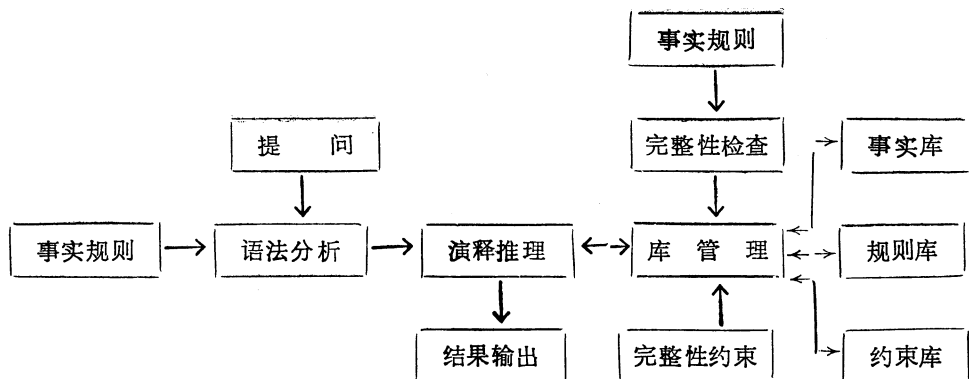 事实规则
提 问
完整性检查
事实库
事实规则
语法分析
演释推理
库 管 理
规则库
结果输出
完整性约束
约束库